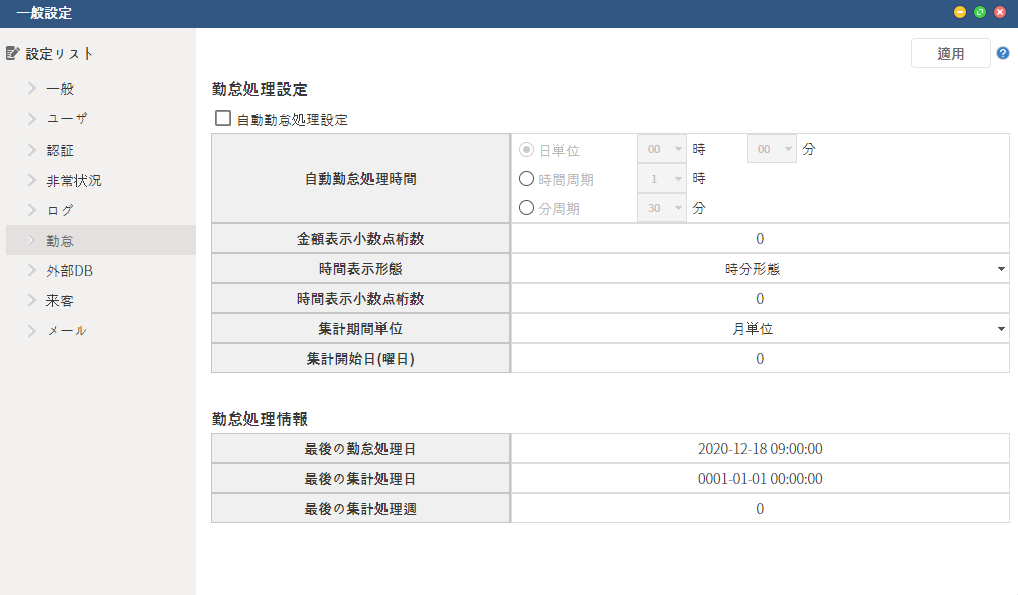 一般設定
設定リスト
一般
ユーザ
認証
非常状況
ログ
勤怠
外部DB
来客
メール
適用
?
勤怠処理設定
自動勤怠処理設定
自動勤怠処理時間
日単位 00 時 00 分
時間周期 1 時
分周期 30 分
金額表示小数点桁数 0
時間表示形態 時分形態
時間表示小数点桁数 0
集計期間単位 月単位
集計開始日(曜日) 0
勤怠処理情報
最後の勤怠処理日 2020-12-18 09:00:00
最後の集計処理日 0001-01-01 00:00:00
最後の集計処理週 0